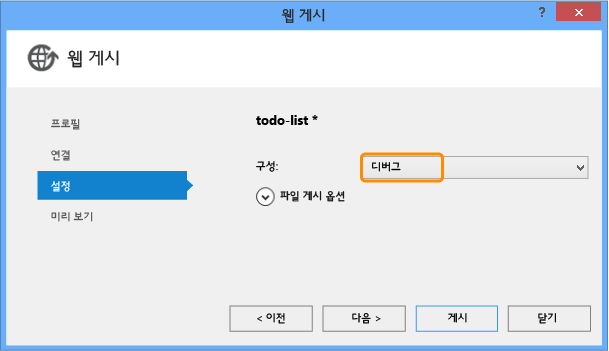 웹 게시
? ×
웹 게시
프로필
연결
설정
미리 보기
todo-list *
구성: 디버그
파일 게시 옵션
< 이전 다음 > 게시 닫기